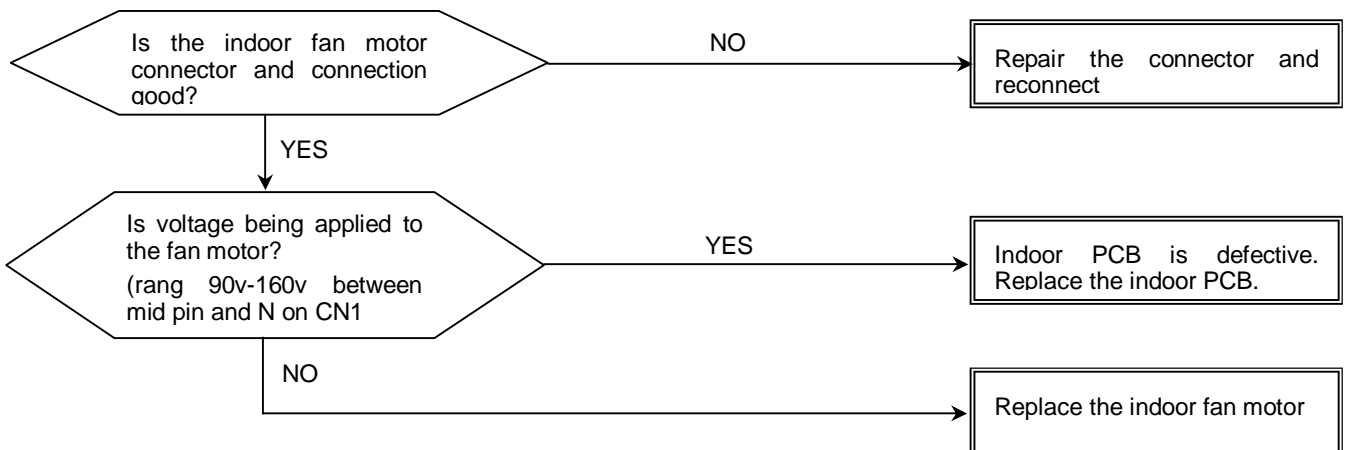 Is the indoor fan motor
connector and connection
good?
NO
Repair the connector and
reconnect
YES
Is voltage being applied to
the fan motor?
(rang 90v-160v between
mid pin and N on CN1
YES
Indoor PCB is defective.
Replace the indoor PCB.
NO
Replace the indoor fan motor